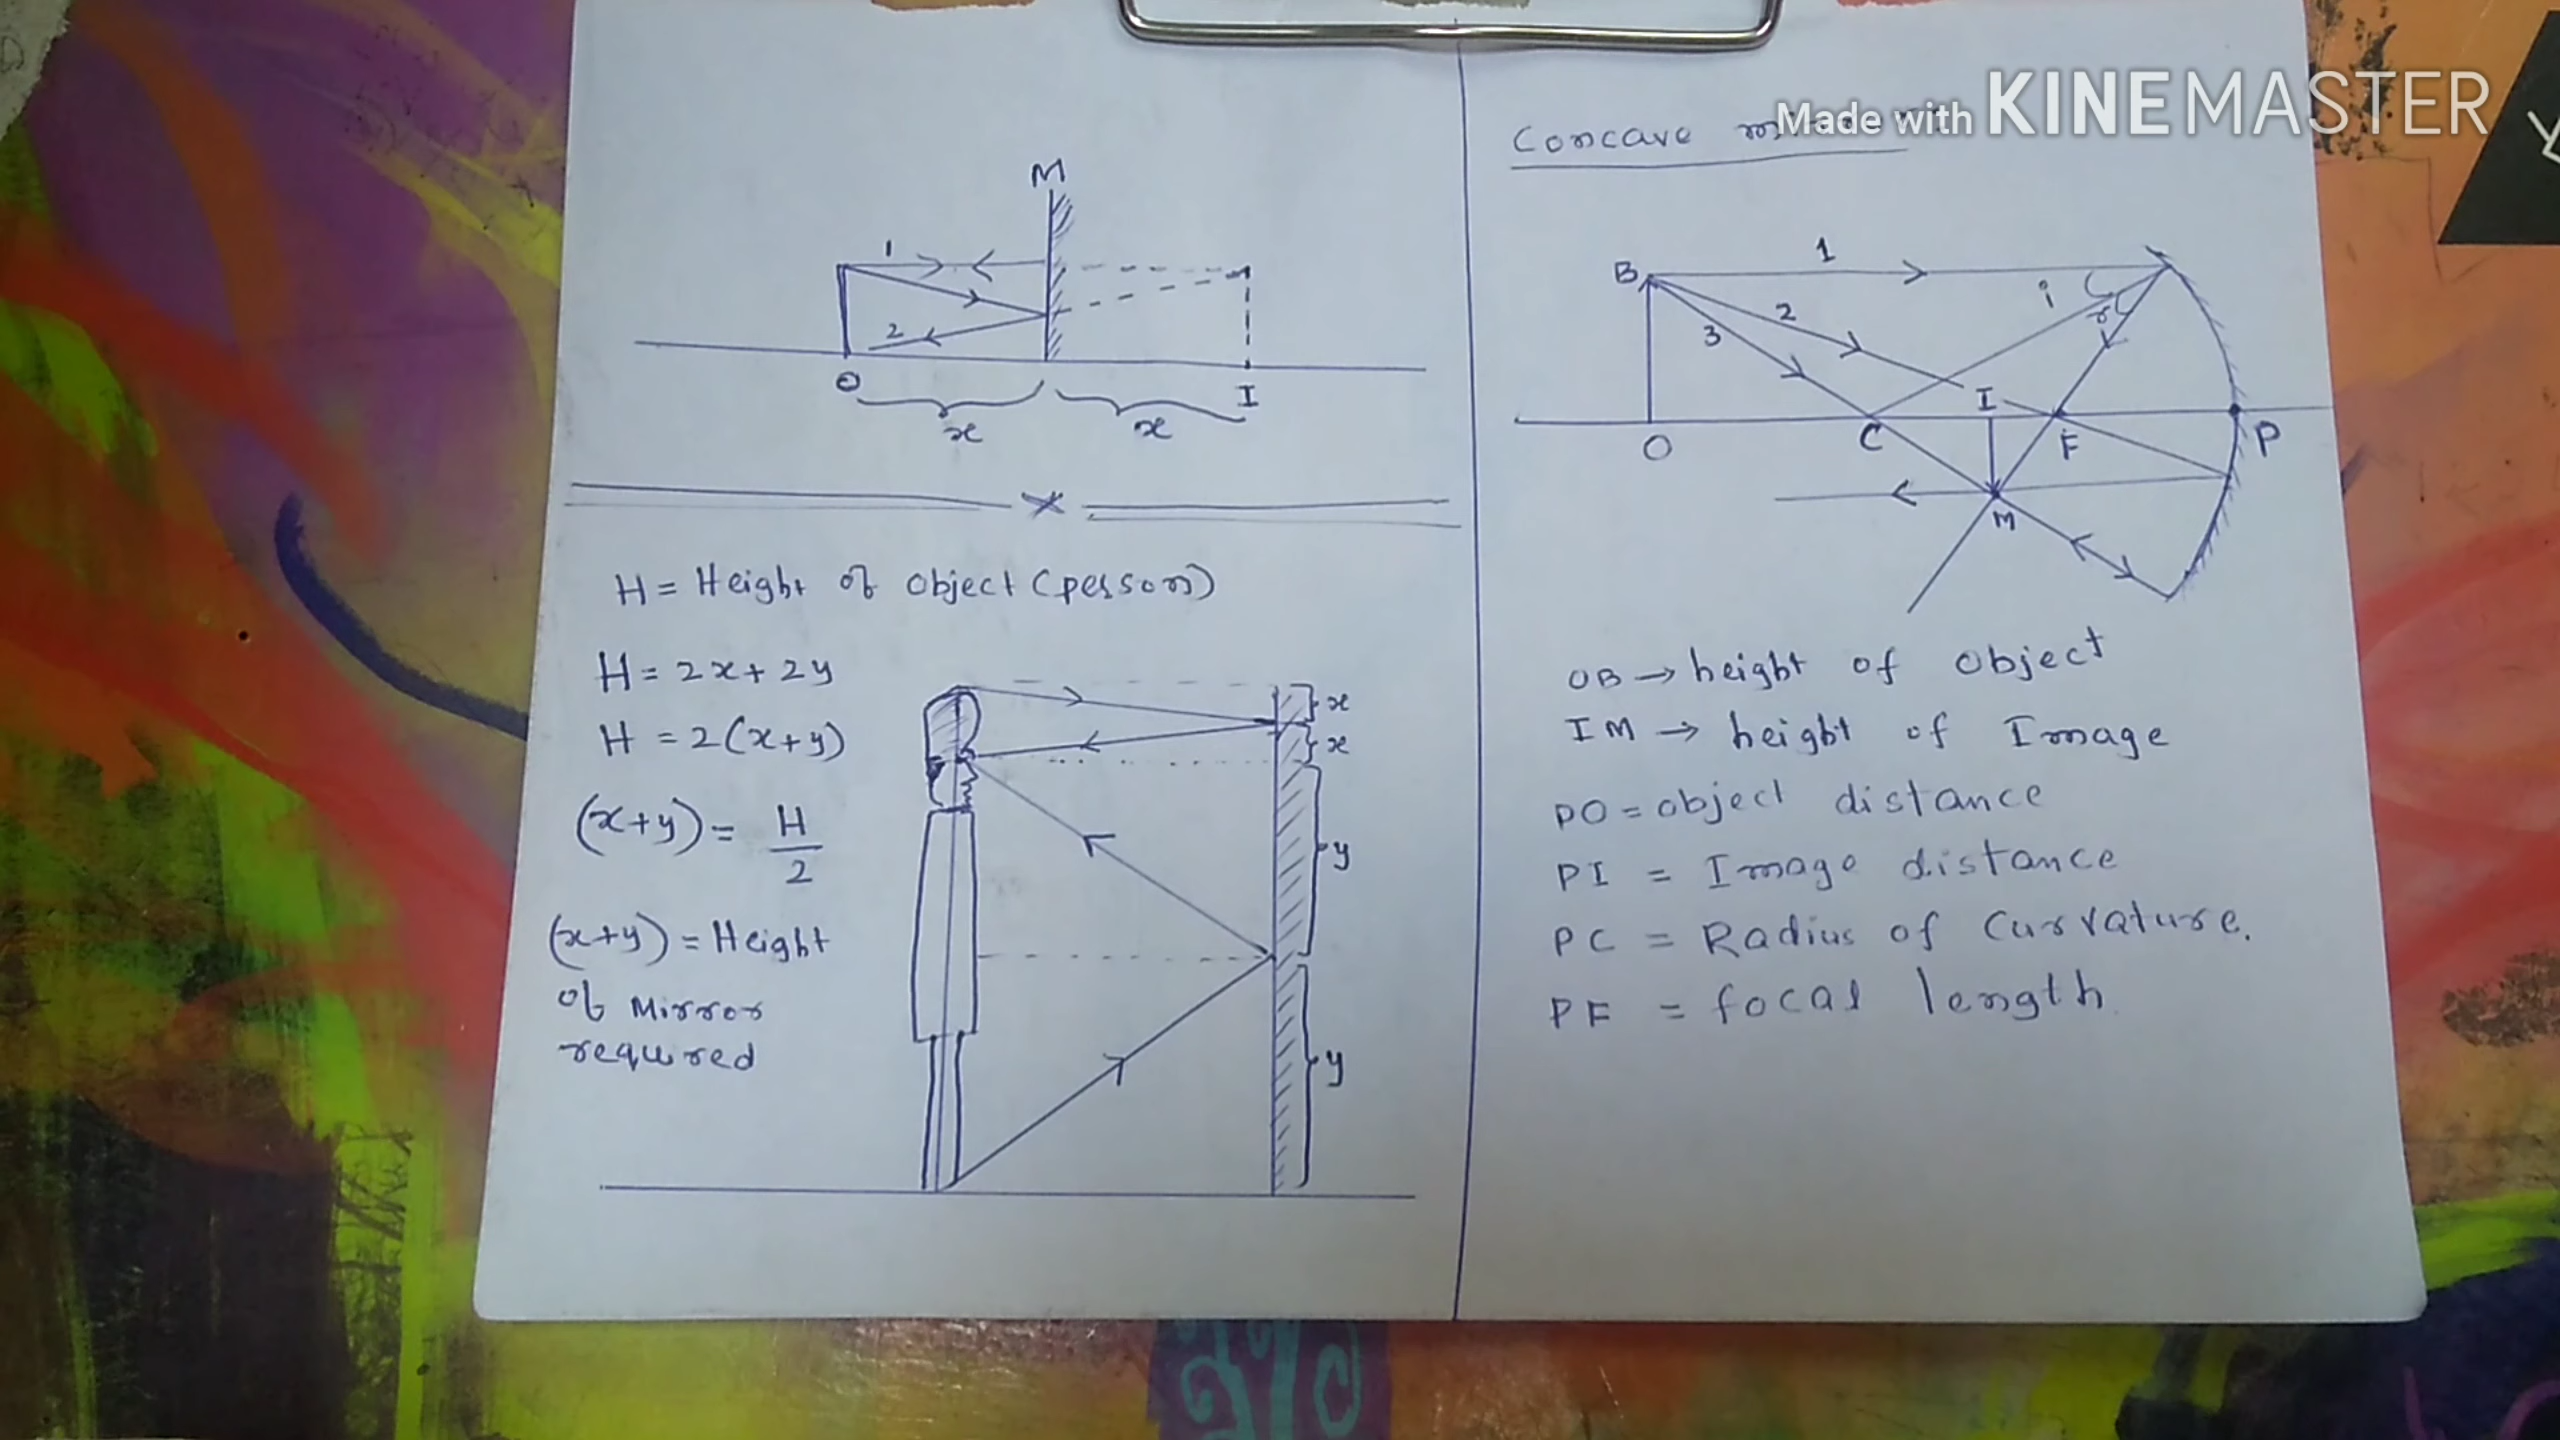 M
1
2
O
I
x
x
H = Height of object (person)
H = 2x + 2y
H = 2(x+y)
(x+y) = H/2
(x+y) = Height
of Mirror
required
x
x
y
y
Made with KINEMASTER
Concave
B
1
2
3
i
r
I
O
C
F
P
M
OB → height of object
IM → height of Image
PO = object distance
PI = Image distance
PC = Radius of Curvature.
PF = focal length